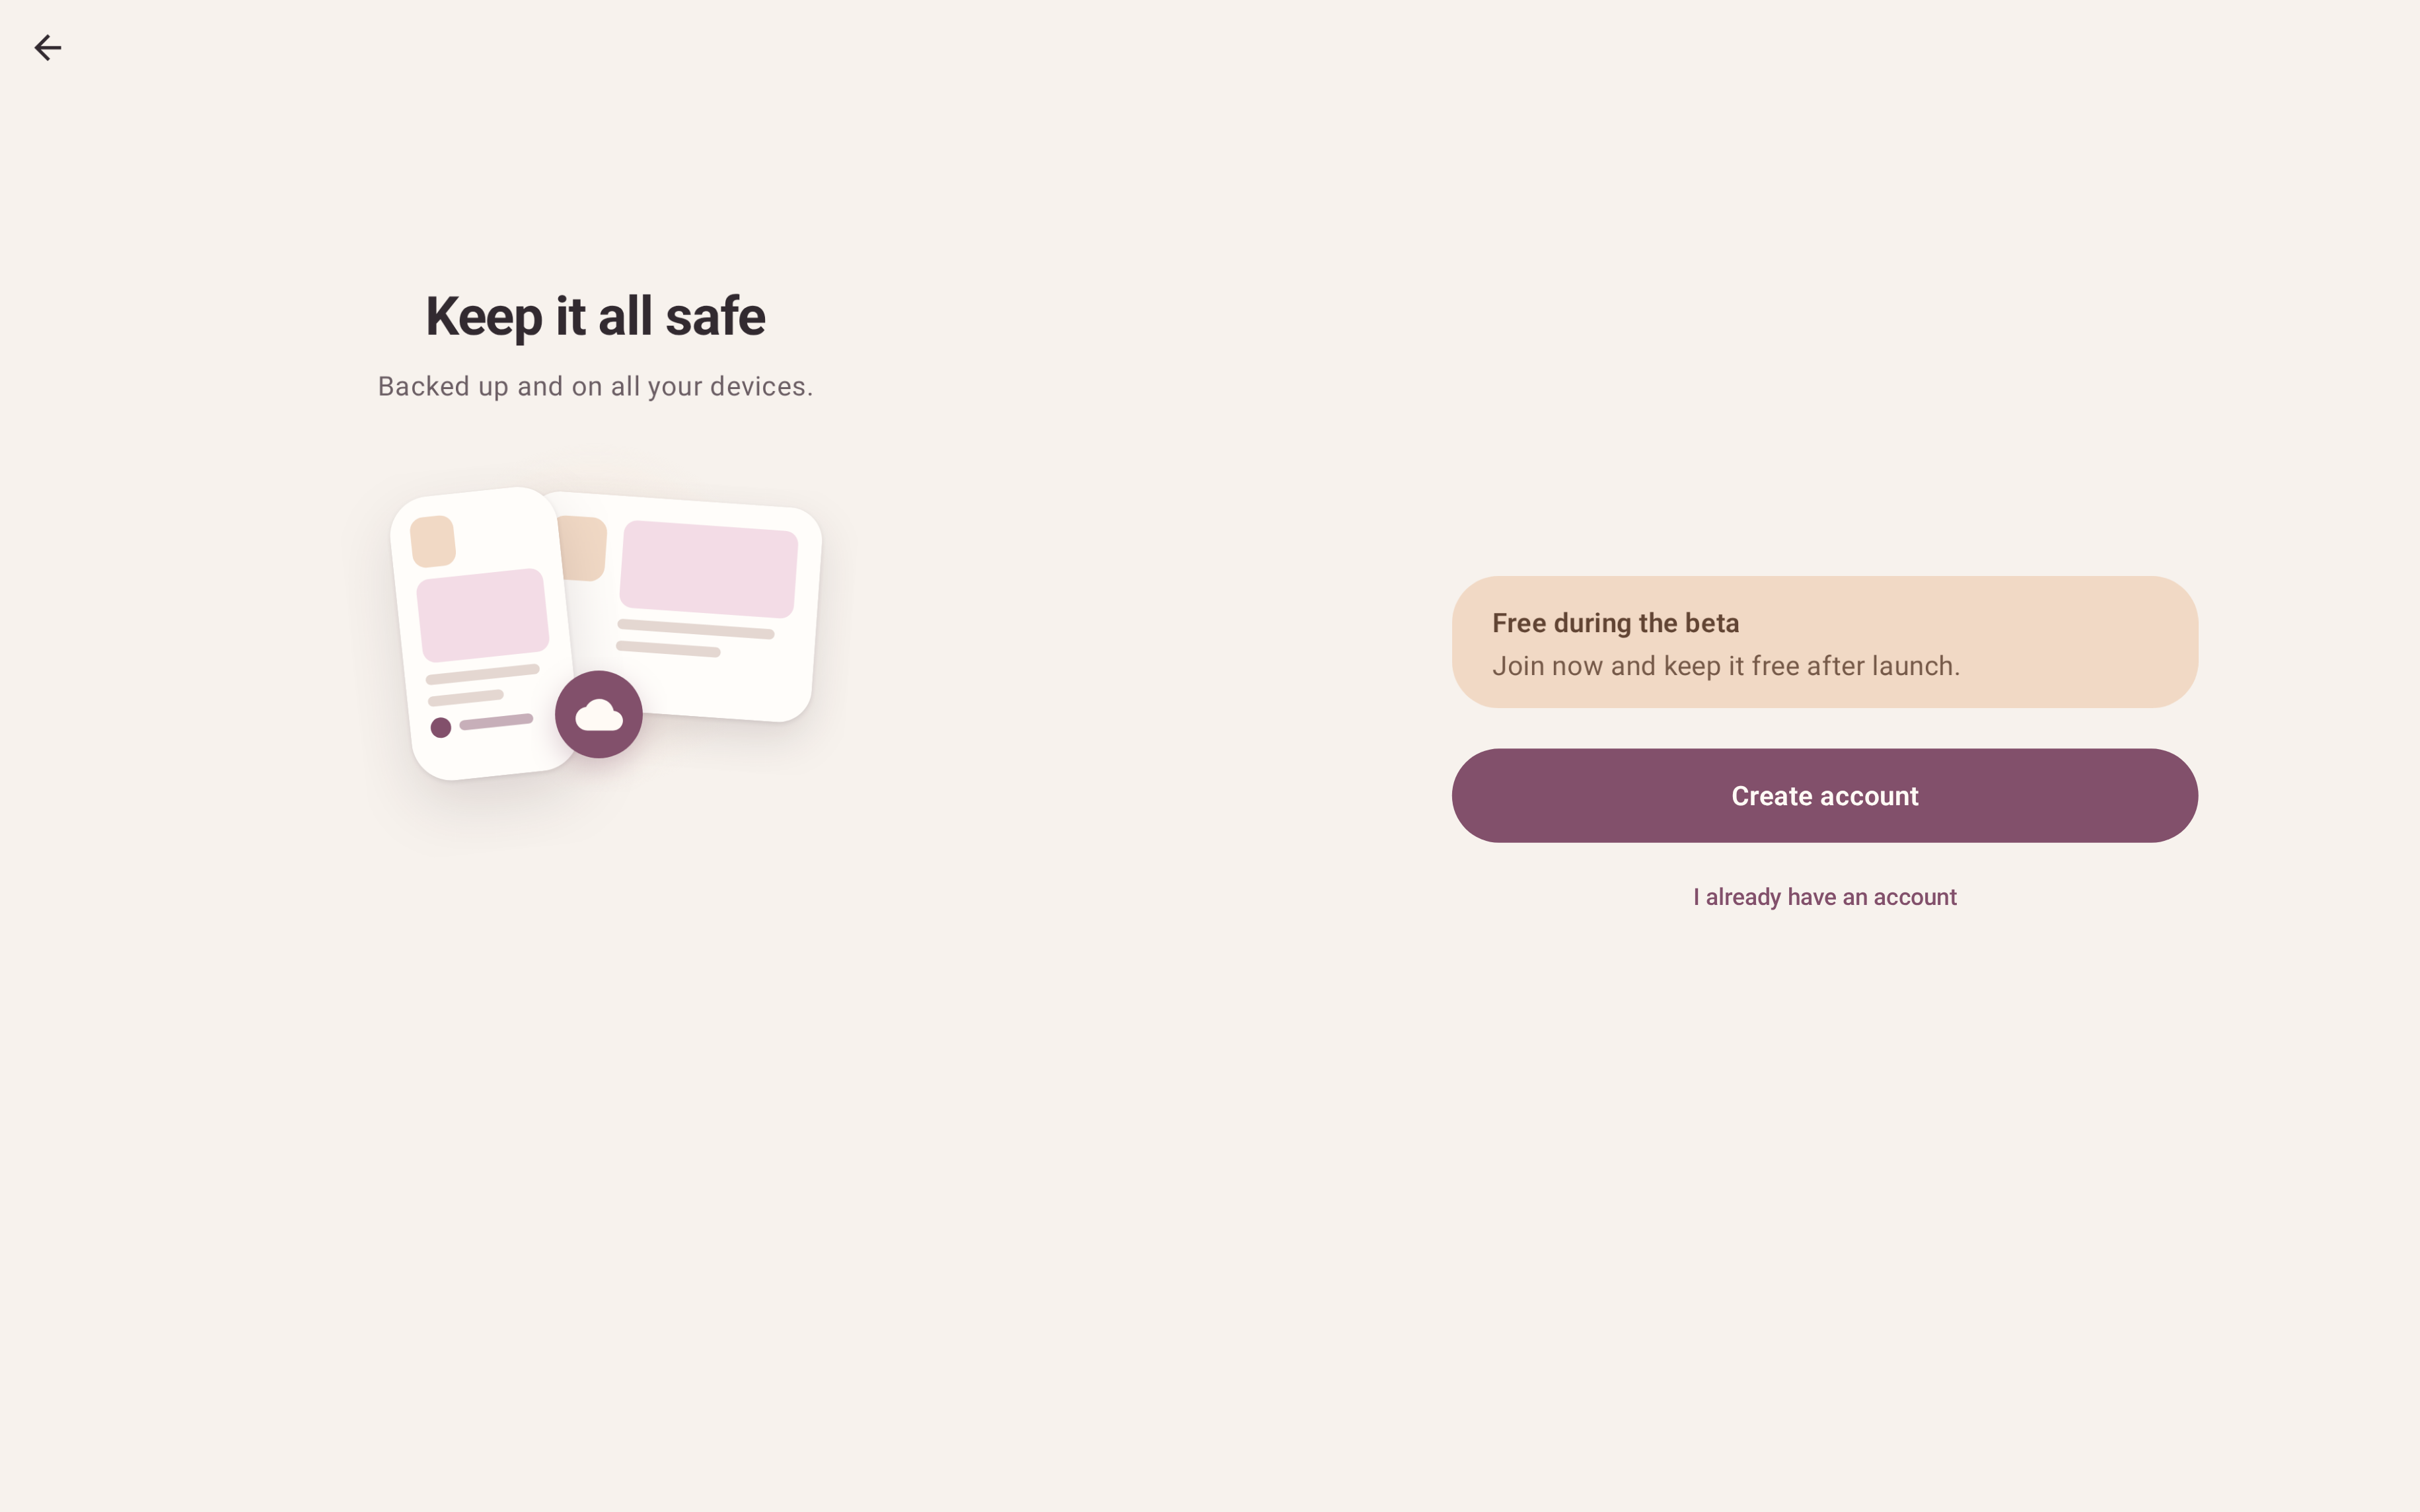 Keep it all safe
Backed up and on all your devices.
Free during the beta
Join now and keep it free after launch.
Create account
I already have an account